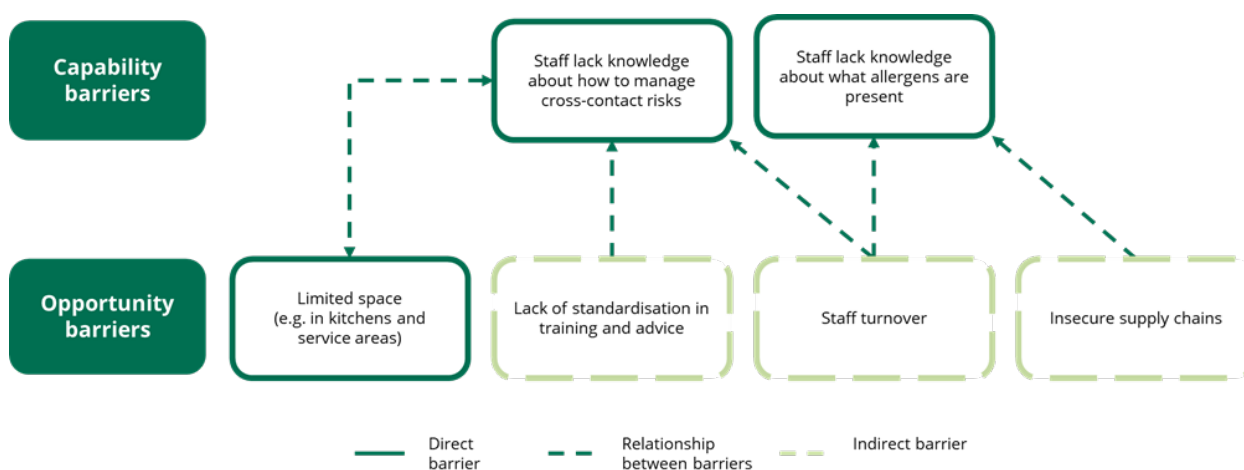 Capability
barriers
Staff lack knowledge
about how to manage
cross-contact risks
Staff lack knowledge
about what allergens are
present
Opportunity
barriers
Limited space
(e.g. in kitchens and
service areas)
Lack of standardisation in
training and advice
Staff turnover
Insecure supply chains
Direct
barrier
Relationship
between barriers
Indirect barrier